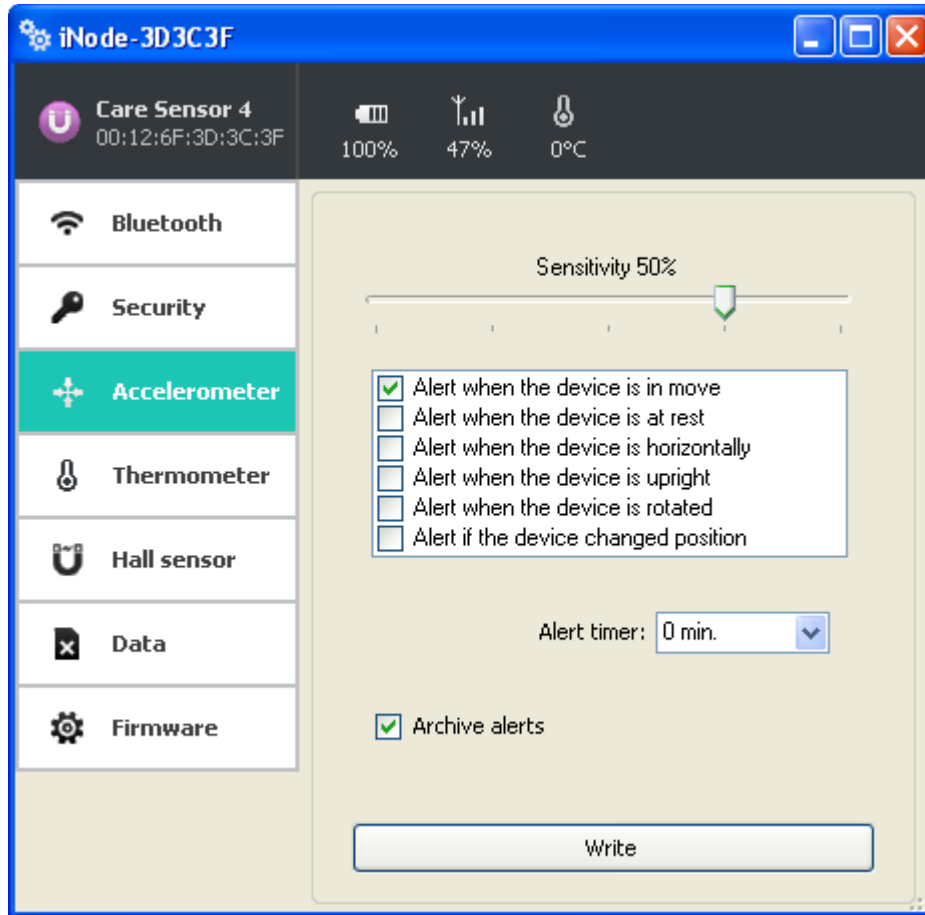 iNode-3D3C3F
Care Sensor 4
00:12:6F:3D:3C:3F
100%
47%
0°C
Bluetooth
Security
Accelerometer
Thermometer
Hall sensor
Data
Firmware
Sensitivity 50%
Alert when the device is in move
Alert when the device is at rest
Alert when the device is horizontally
Alert when the device is upright
Alert when the device is rotated
Alert if the device changed position
Alert timer: 0 min.
Archive alerts
Write